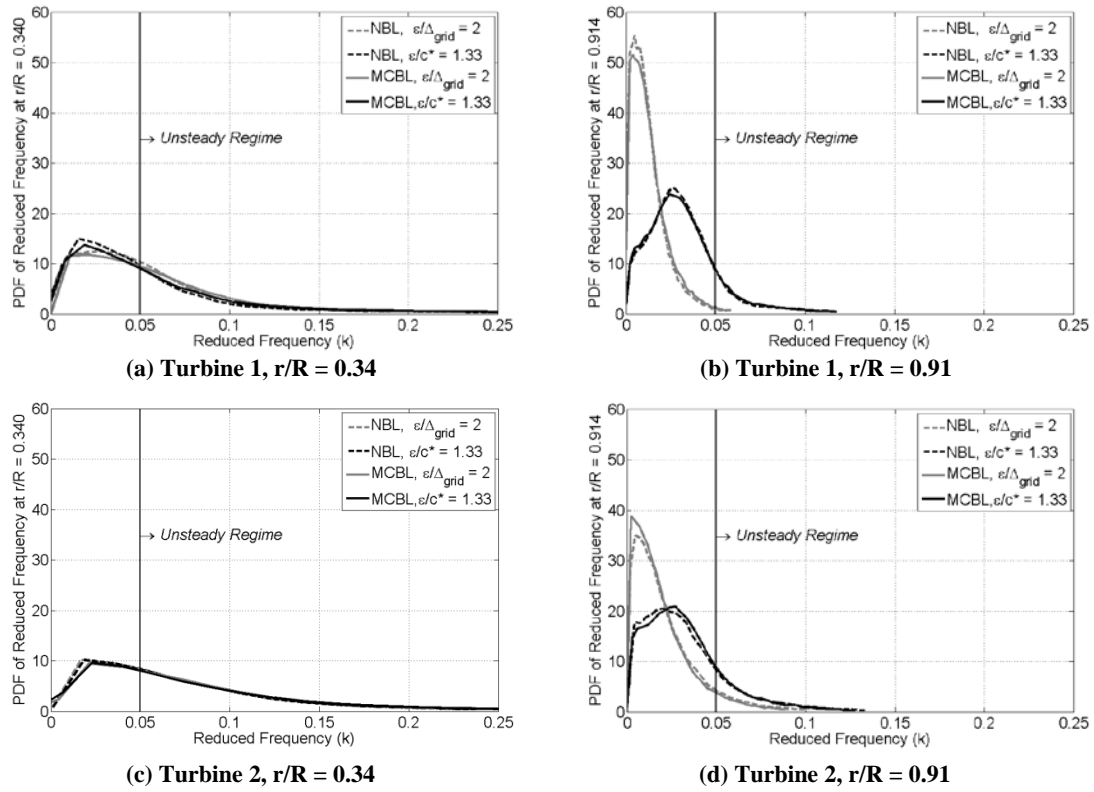 PDF of Reduced Frequency at r/R = 0.340
60
50
40
30
20
10
0
0
0.05
0.1
0.15
0.2
0.25
Reduced Frequency (k)
NBL, ε/Δgrid = 2
NBL, ε/c* = 1.33
MCBL, ε/Δgrid = 2
MCBL,ε/c* = 1.33
→ Unsteady Regime
(a) Turbine 1, r/R = 0.34
PDF of Reduced Frequency at r/R = 0.914
60
50
40
30
20
10
0
0
0.05
0.1
0.15
0.2
0.25
Reduced Frequency (k)
NBL, ε/Δgrid = 2
NBL, ε/c* = 1.33
MCBL, ε/Δgrid = 2
MCBL,ε/c* = 1.33
→ Unsteady Regime
(b) Turbine 1, r/R = 0.91
PDF of Reduced Frequency at r/R = 0.340
60
50
40
30
20
10
0
0
0.05
0.1
0.15
0.2
0.25
Reduced Frequency (k)
NBL, ε/Δgrid = 2
NBL, ε/c* = 1.33
MCBL, ε/Δgrid = 2
MCBL,ε/c* = 1.33
→ Unsteady Regime
(c) Turbine 2, r/R = 0.34
PDF of Reduced Frequency at r/R = 0.914
60
50
40
30
20
10
0
0
0.05
0.1
0.15
0.2
0.25
Reduced Frequency (k)
NBL, ε/Δgrid = 2
NBL, ε/c* = 1.33
MCBL, ε/Δgrid = 2
MCBL,ε/c* = 1.33
→ Unsteady Regime
(d) Turbine 2, r/R = 0.91